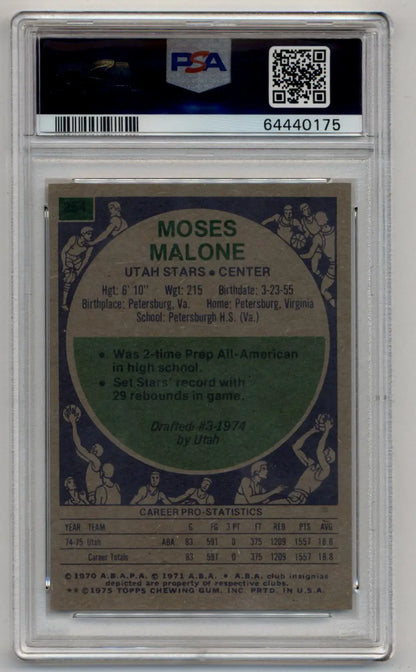 PSA
64440175
254
MOSES
MALONE
UTAH STARS • CENTER
Hgt: 6' 10" Wgt: 215 Birthdate: 3-23-55
Birthplace: Petersburg, Va. Home: Petersburg, Virginia
School: Petersburgh H.S. (Va.)
• Was 2-time Prep All-American
in high school.
• Set Stars' record with
29 rebounds in game.
Drafted: #3-1974
by Utah
CAREER PRO-STATISTICS
YEAR TEAM G FG 3 PT FT REB PTS AVG
74-75 Utah ABA 83 591 0 375 1209 1557 18.8
Career Totals 83 591 0 375 1209 1557 18.8
© 1970 A.B.A.P.A. © 1971 A.B.A. • A.B.A. club insignias
depicted are property of respective clubs.
** © 1975 TOPPS CHEWING GUM, INC. PRTD. IN U.S.A.